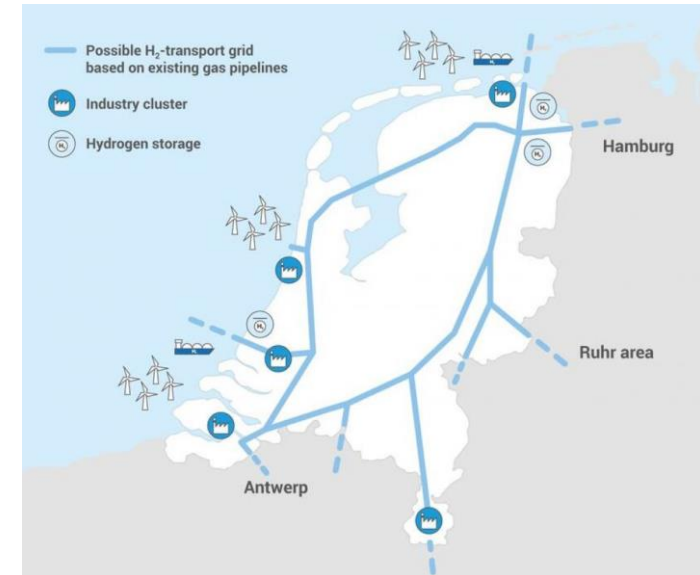 Possible H₂-transport grid
based on existing gas pipelines
Industry cluster
Hydrogen storage
Hamburg
Ruhr area
Antwerp